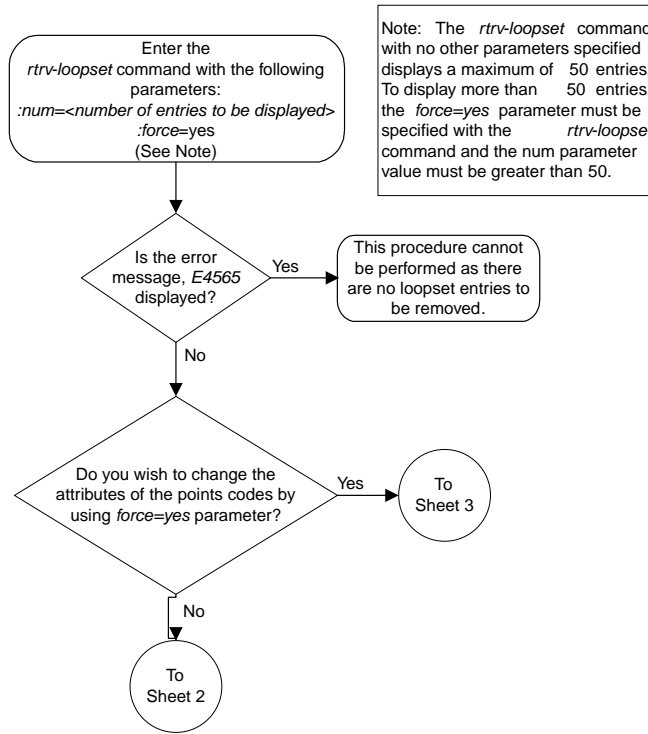 Enter the
rtrv-loopset command with the following
parameters:
:num=<number of entries to be displayed>
:force=yes
(See Note)
Note: The rtrv-loopset command
with no other parameters specified
displays a maximum of 50 entries
To display more than 50 entries
the force=yes parameter must be
specified with the rtrv-loopse
command and the num parameter
value must be greater than 50.
Is the error
message, E4565
displayed?
Yes
This procedure cannot
be performed as there
are no loopset entries to
be removed.
No
Do you wish to change the
attributes of the points codes by
using force=yes parameter?
Yes
To
Sheet 3
No
To
Sheet 2